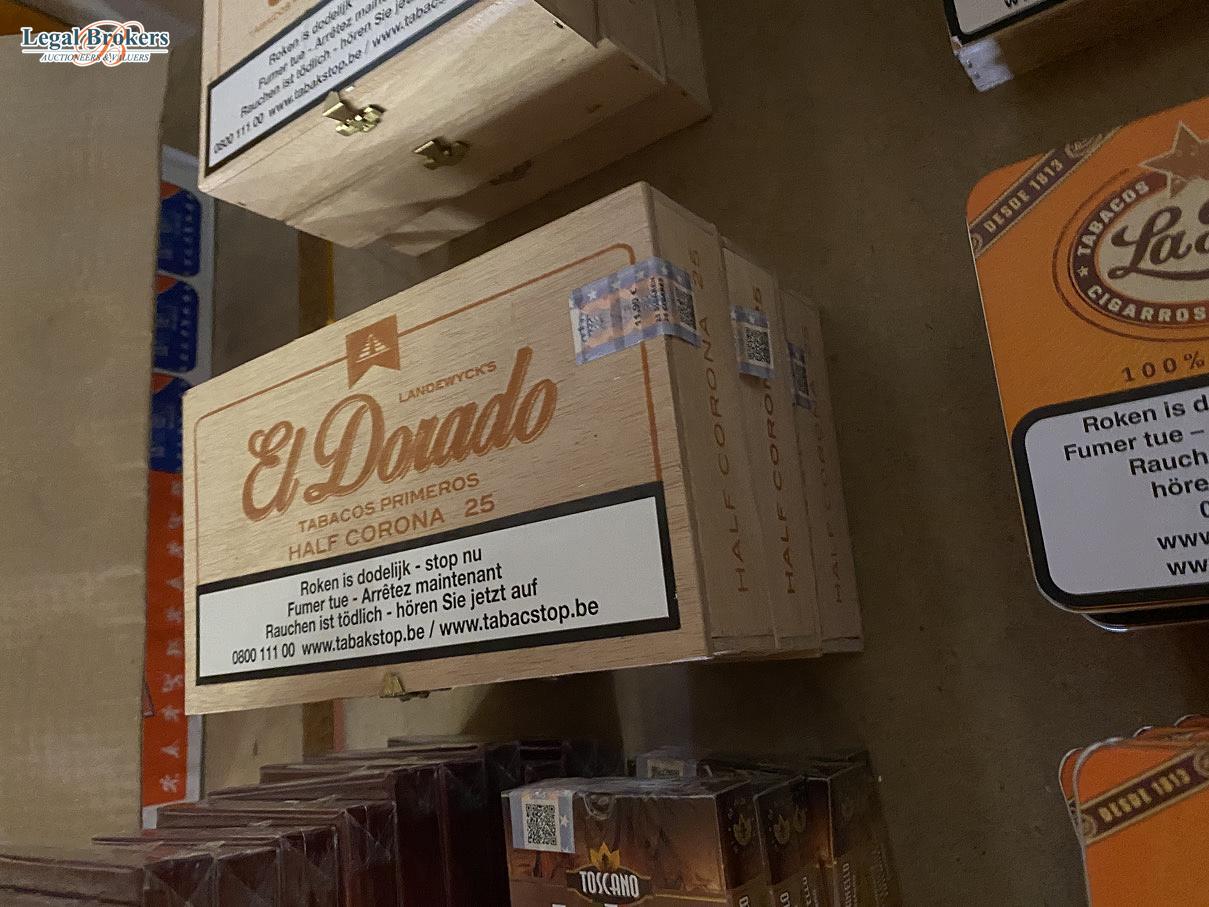 Legal Brokers
AUCTIONEERS & VALUERS
Roken is dodelijk
Fumer tue - Arrêtez
Rauchen ist tödlich - hören Sie jetzt
0800 111 00 www.tabakstop.be / www.tabacs
LANDEWYCK'S
El Dorado
TABACOS PRIMEROS
HALF CORONA 25
Roken is dodelijk - stop nu
Fumer tue - Arrêtez maintenant
Rauchen ist tödlich - hören Sie jetzt auf
0800 111 00 www.tabakstop.be / www.tabacstop.be
HALF CORONA 25
HALF CORONA 25
HALF CORONA
DESDE 1913
TABACOS
La
CIGARROS
100%
Roken is d
Fumer tue –
Rauch
höre
0
www
ww
DESDE 1913
TOSCANO